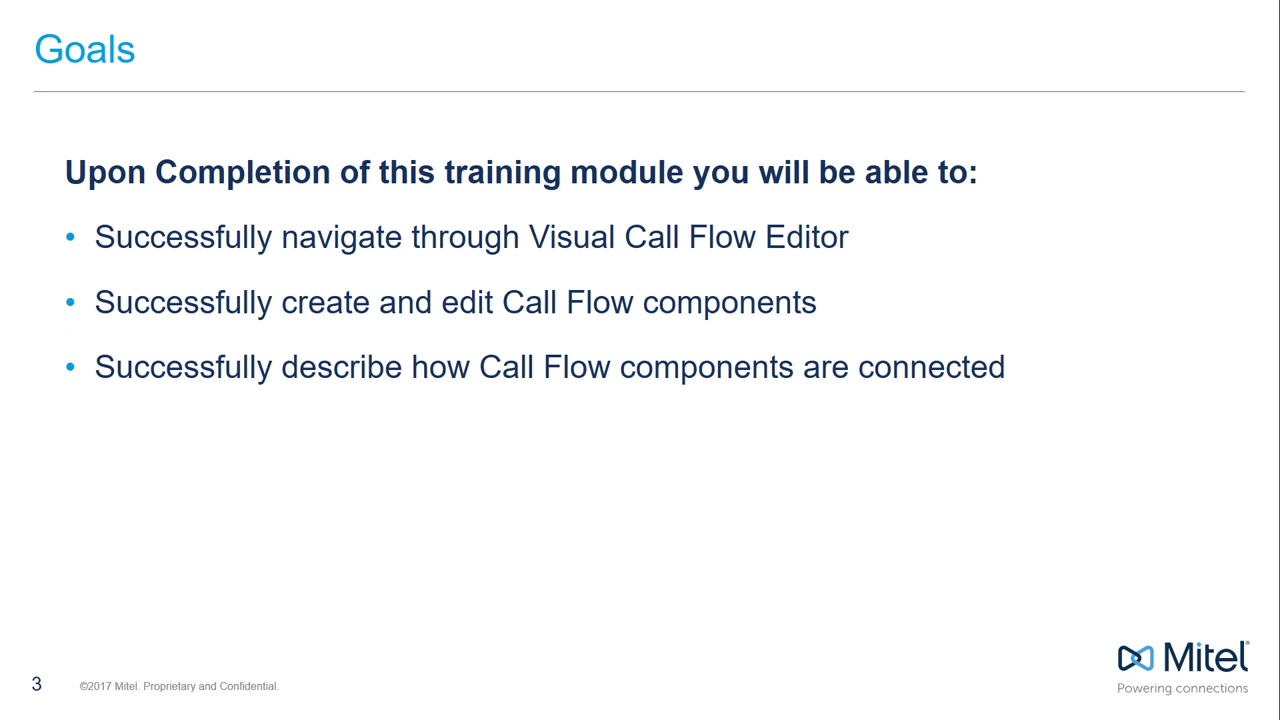 Goals
Upon Completion of this training module you will be able to:
• Successfully navigate through Visual Call Flow Editor
• Successfully create and edit Call Flow components
• Successfully describe how Call Flow components are connected
Mitel®
Powering connections
3 ©2017 Mitel. Proprietary and Confidential.